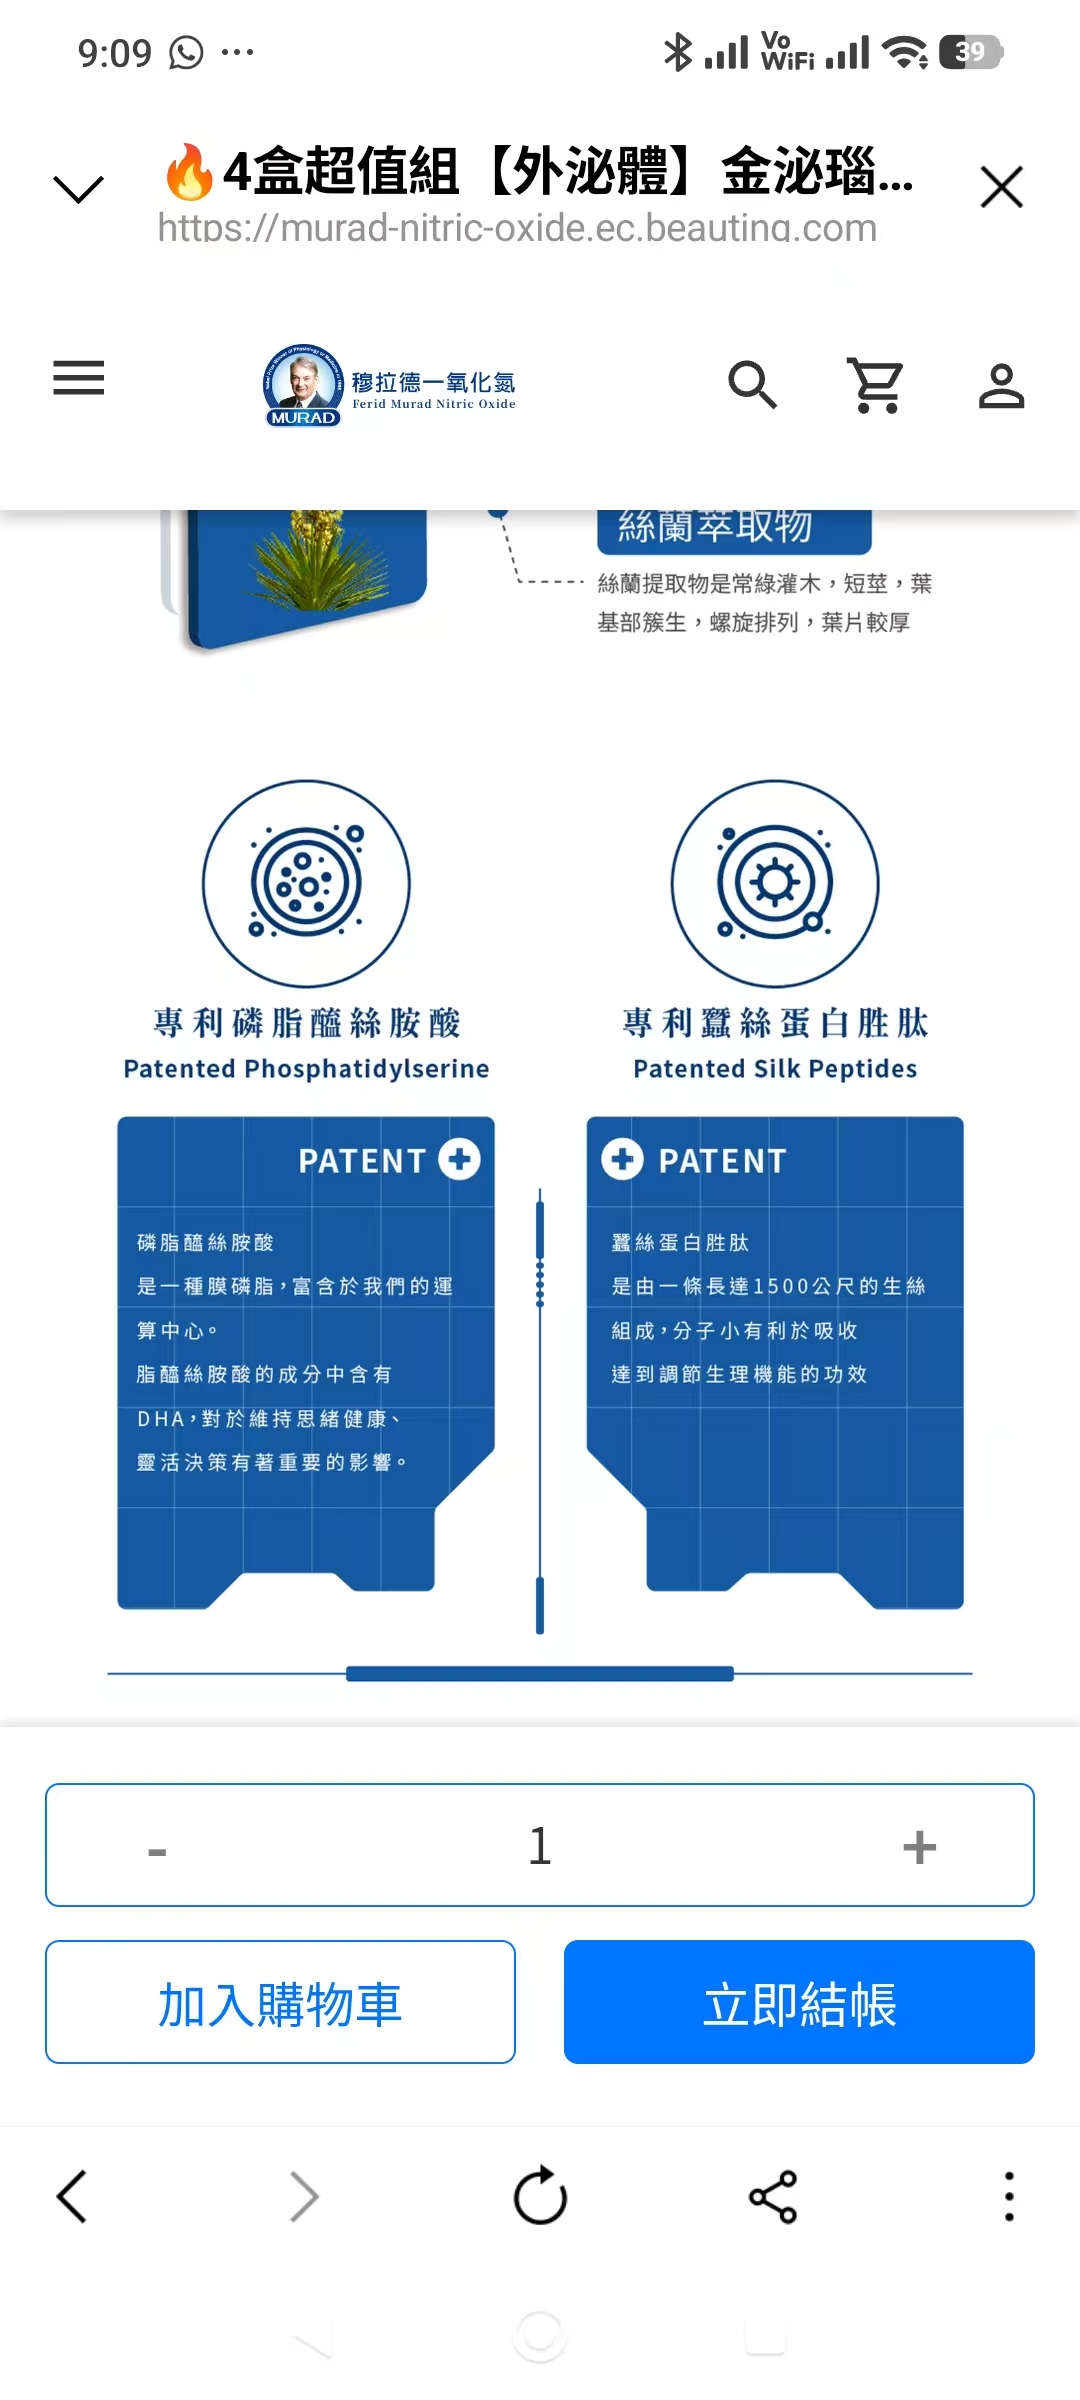 9:09
Vo WiFi
39
🔥4盒超值組【外泌體】金泌瑙...
https://murad-nitric-oxide.ec.beauting.com
穆拉德一氧化氮
Ferid Murad Nitric Oxide
MURAD
絲蘭萃取物
絲蘭提取物是常綠灌木，短莖，葉
基部簇生，螺旋排列，葉片較厚
專利磷脂醯絲胺酸
Patented Phosphatidylserine
PATENT
磷脂醯絲胺酸
是一種膜磷脂，富含於我們的運
算中心。
脂醯絲胺酸的成分中含有
DHA，對於維持思緒健康、
靈活決策有著重要的影響。
專利蠶絲蛋白胜肽
Patented Silk Peptides
PATENT
蠶絲蛋白胜肽
是由一條長達1500公尺的生絲
組成，分子小有利於吸收
達到調節生理機能的功效
- 1 +
加入購物車
立即結帳